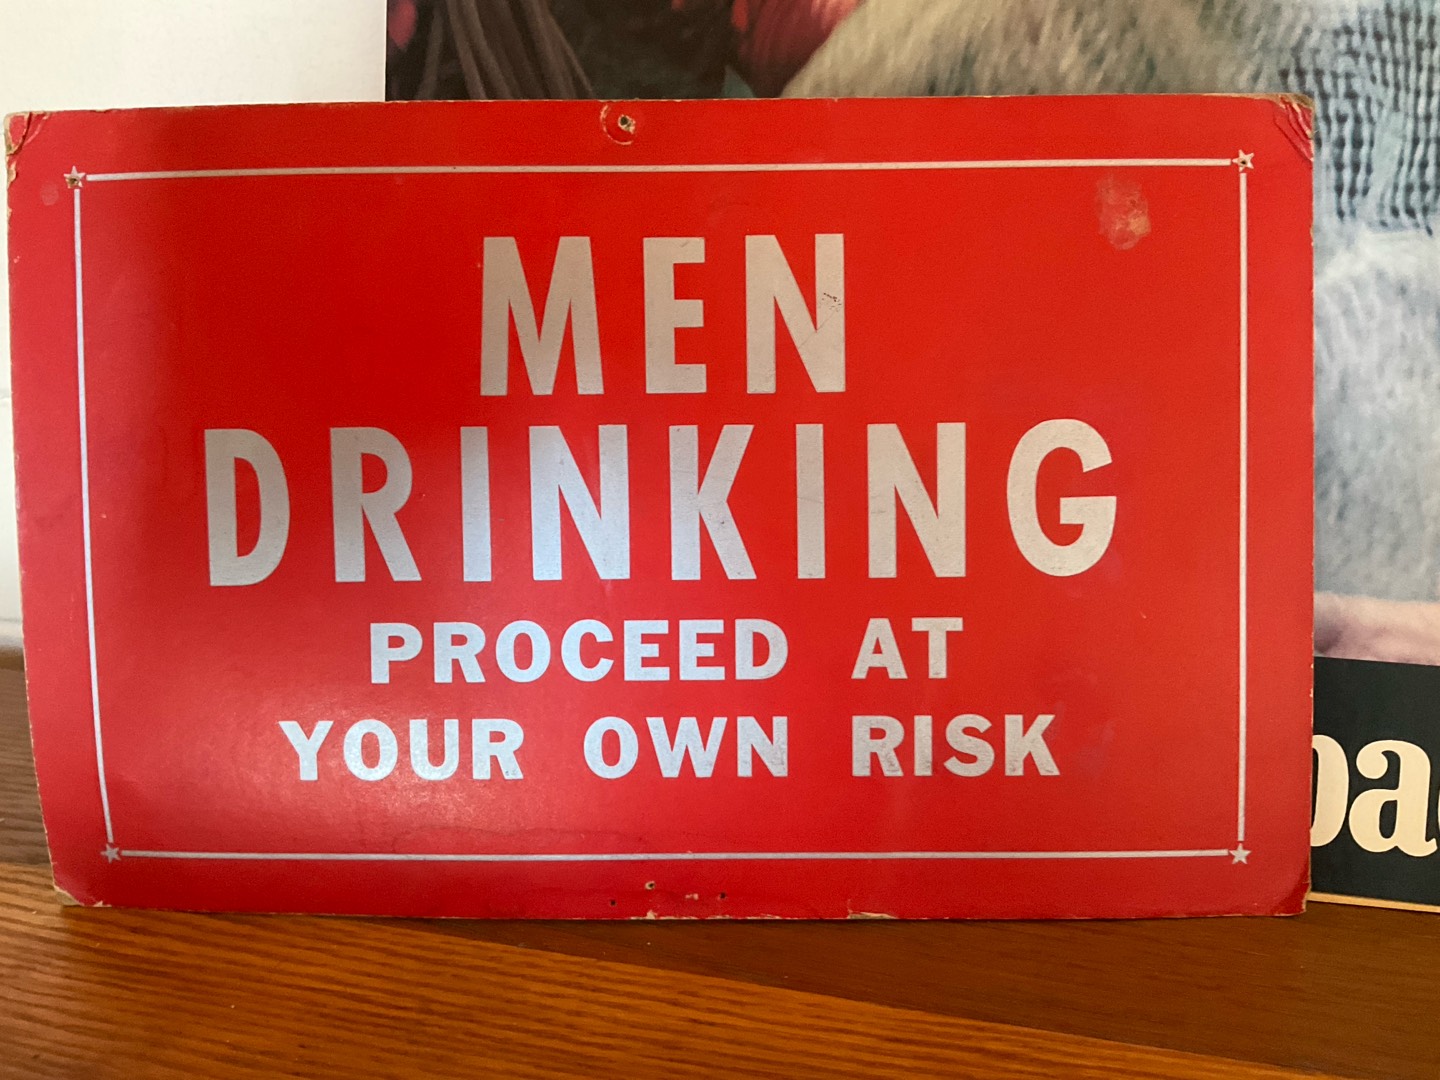 MEN
DRINKING
PROCEED AT
YOUR OWN RISK